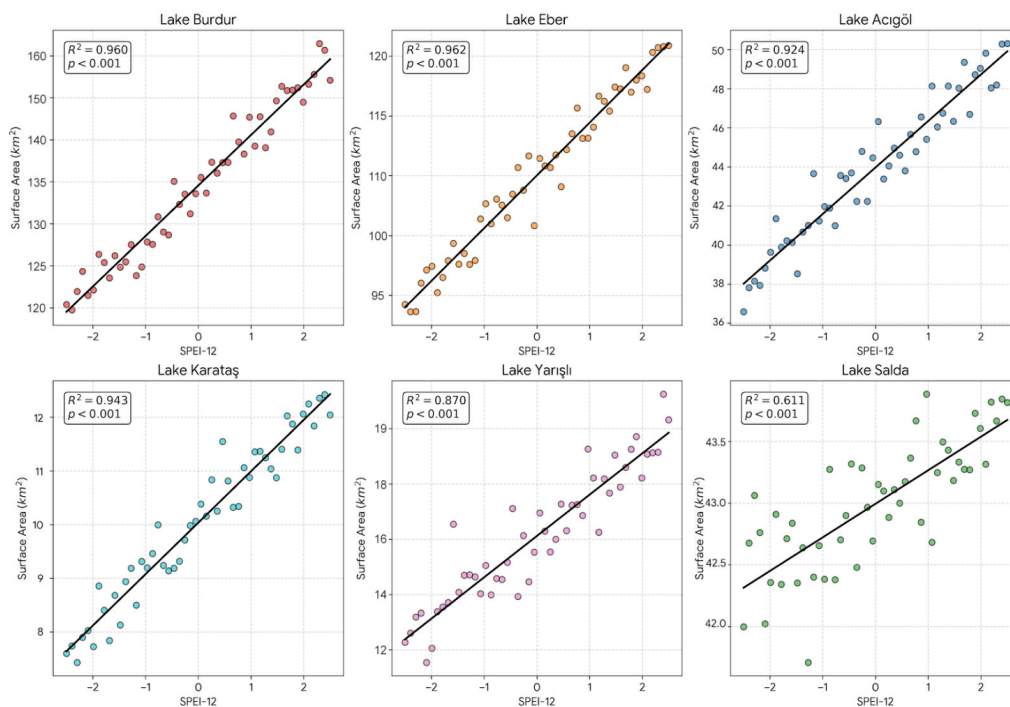 Lake Burdur
R² = 0.960
p < 0.001
Surface Area (km²)
160
150
140
135
130
125
120
−2 −1 0 1 2
SPEI-12
Lake Eber
R² = 0.962
p < 0.001
Surface Area (km²)
120
115
110
100
95
−2 −1 0 1 2
SPEI-12
Lake Acıgöl
R² = 0.924
p < 0.001
Surface Area (km²)
50
48
46
44
42
40
38
36
−2 −1 0 1 2
SPEI-12
Lake Karataş
R² = 0.943
p < 0.001
Surface Area (km²)
12
11
10
9
8
−2 −1 0 1 2
SPEI-12
Lake Yarışlı
R² = 0.870
p < 0.001
Surface Area (km²)
19
18
16
14
12
−2 −1 0 1 2
SPEI-12
Lake Salda
R² = 0.611
p < 0.001
Surface Area (km²)
43.5
43.0
42.5
42.0
−2 −1 0 1 2
SPEI-12